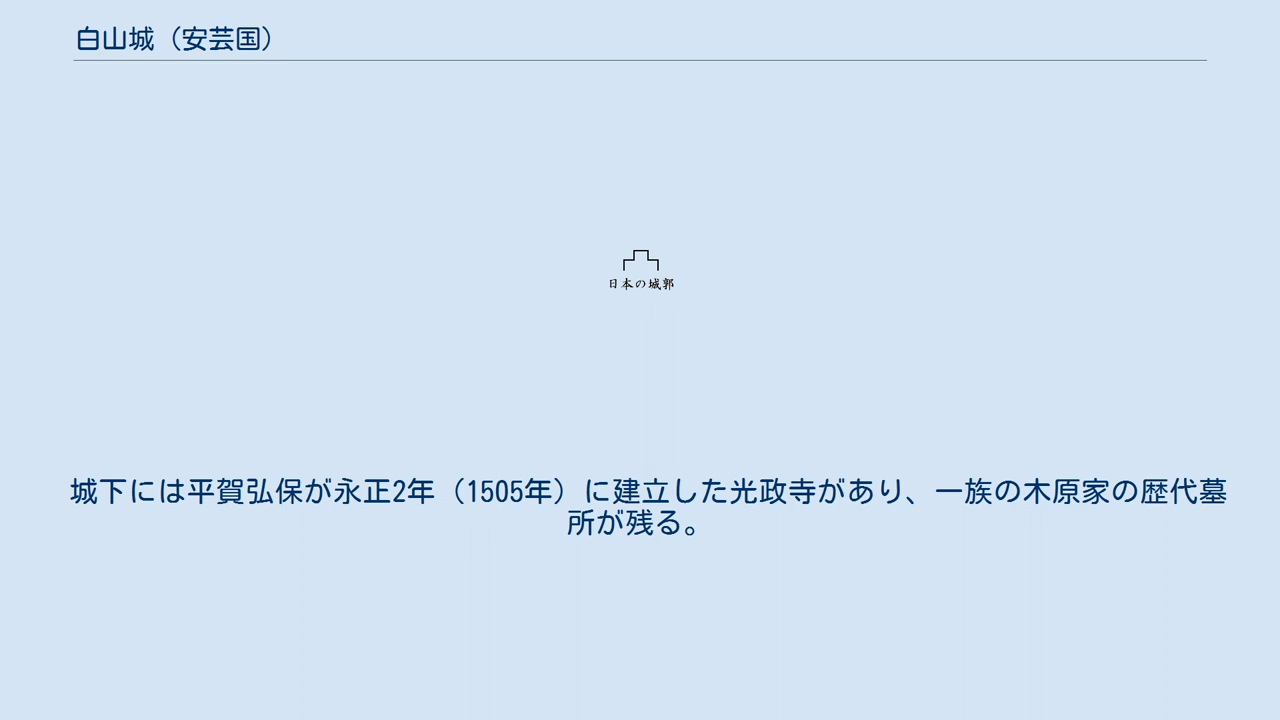 白山城（安芸国）
日本の城郭
城下には平賀弘保が永正2年（1505年）に建立した光政寺があり、一族の木原家の歴代墓
所が残る。